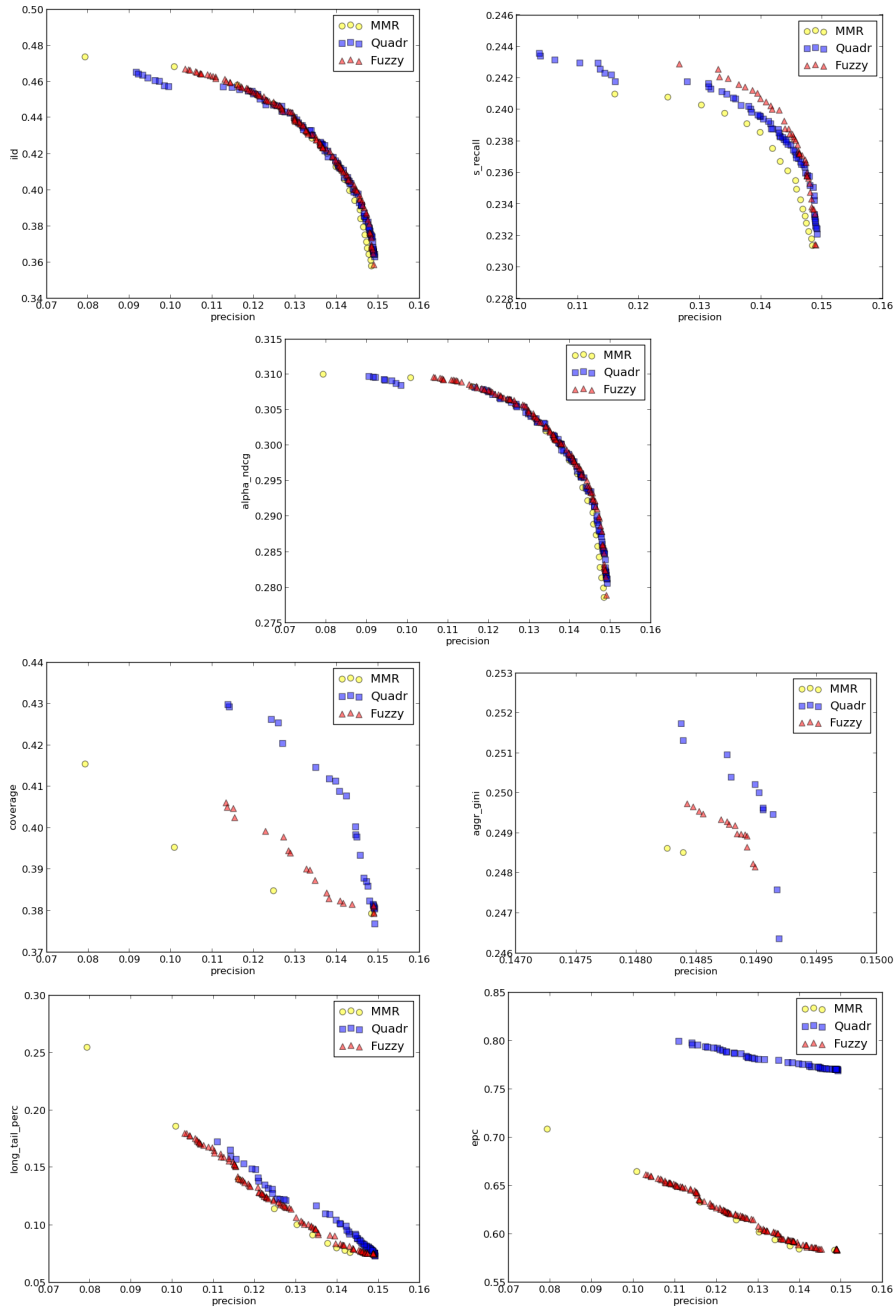 0.50
0.48
0.46
0.44
0.42
0.40
0.38
0.36
0.34
ild
0.07 0.08 0.09 0.10 0.11 0.12 0.13 0.14 0.15 0.16
precision
MMR
Quadr
Fuzzy
0.246
0.244
0.242
0.240
0.238
0.236
0.234
0.232
0.230
0.228
s_recall
0.10 0.11 0.12 0.13 0.14 0.15 0.16
precision
MMR
Quadr
Fuzzy
0.315
0.310
0.305
0.300
0.295
0.290
0.285
0.280
0.275
alpha_ndcg
0.07 0.08 0.09 0.10 0.11 0.12 0.13 0.14 0.15 0.16
precision
MMR
Quadr
Fuzzy
0.44
0.43
0.42
0.41
0.40
0.39
0.38
0.37
coverage
0.07 0.08 0.09 0.10 0.11 0.12 0.13 0.14 0.15 0.16
precision
MMR
Quadr
Fuzzy
0.253
0.252
0.251
0.250
0.249
0.248
0.247
0.246
aggr_gini
0.1470 0.1475 0.1480 0.1485 0.1490 0.1495 0.1500
precision
MMR
Quadr
Fuzzy
0.30
0.25
0.20
0.15
0.10
0.05
long_tail_perc
0.07 0.08 0.09 0.10 0.11 0.12 0.13 0.14 0.15 0.16
precision
MMR
Quadr
Fuzzy
0.85
0.80
0.75
0.70
0.65
0.60
0.55
epc
0.07 0.08 0.09 0.10 0.11 0.12 0.13 0.14 0.15 0.16
precision
MMR
Quadr
Fuzzy